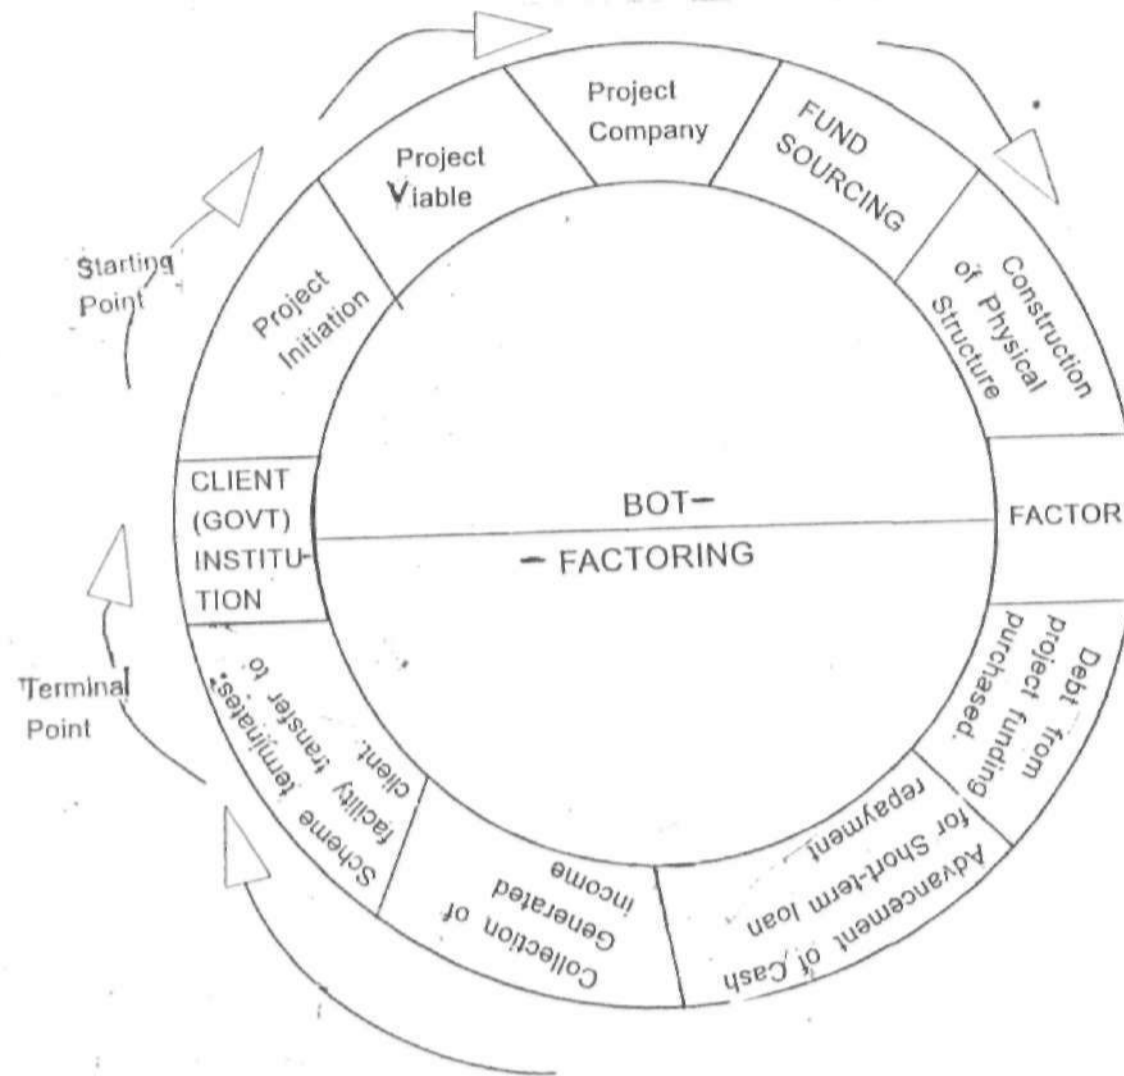 Project
Company
FUND
SOURCING
Project
Viable
Construction
of Physical
Structure
Starting
Point
Project
Initiation
CLIENT
(GOVT)
INSTITU-
TION
BOT-
- FACTORING
FACTOR
Debt from
project funding
purchased.
Terminal
Point
Scheme terminates.
facility transfer to
client.
Collection of
Generated
income
Advancement of Cash
for Short-term loan
repayment